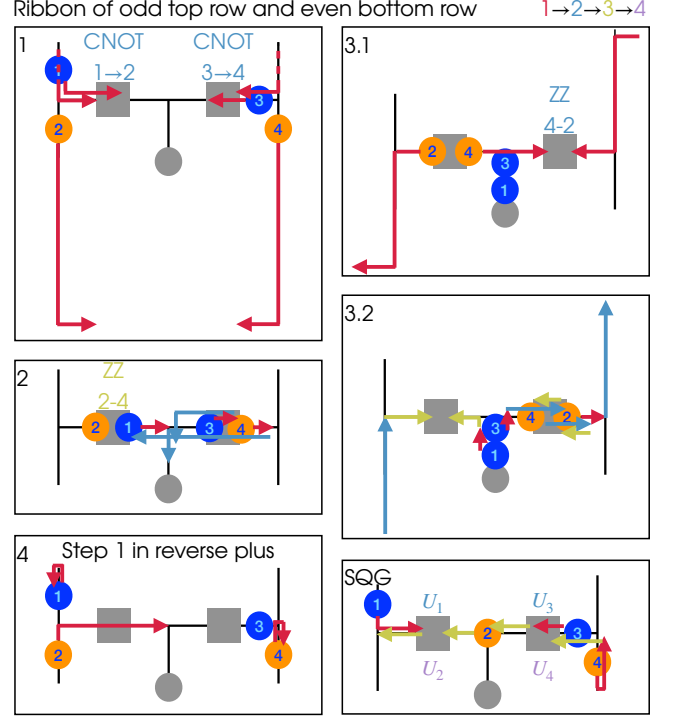 Ribbon of odd top row and even bottom row 1→2→3→4
1
CNOT CNOT
1→2 3→4
1
3
2
4
3.1
ZZ
4-2
2 4
3
1
2
ZZ
2-4
2 1 3 4
3.2
4 2
3
1
4 Step 1 in reverse plus
1
3
2 4
SQG
1
U₁ U₃
2 3
U₂ U₄
4